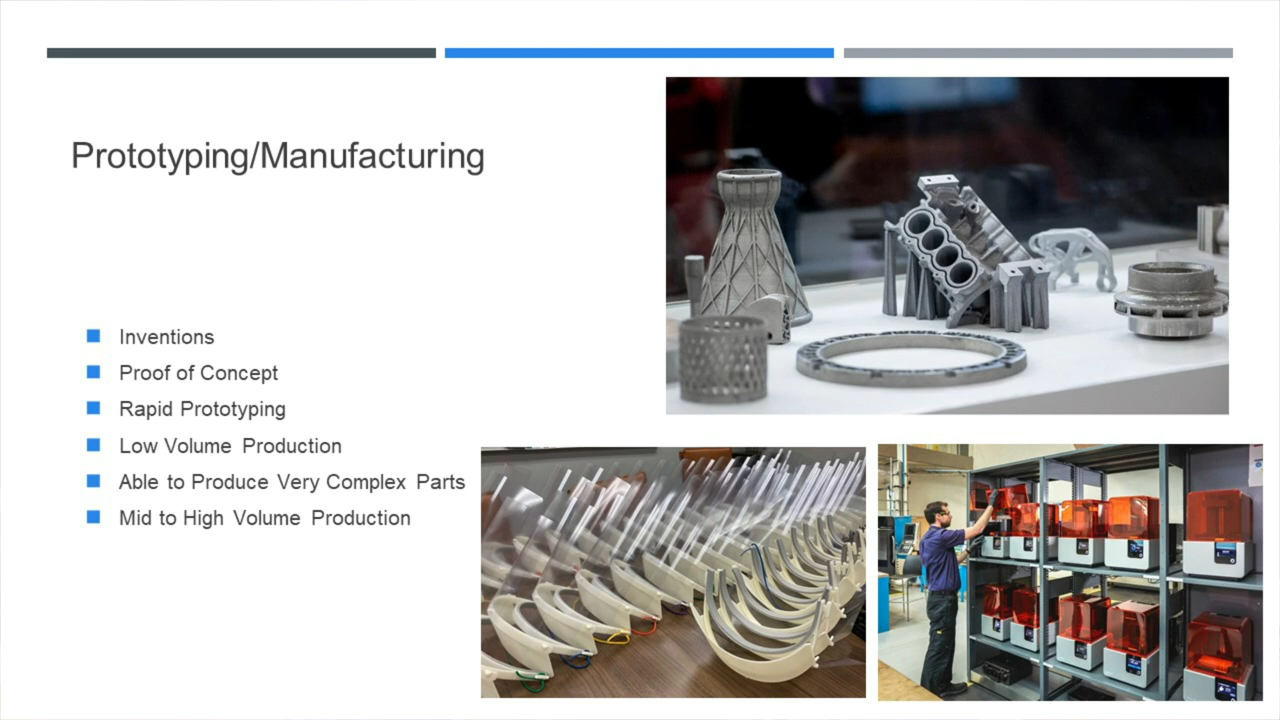 Prototyping/Manufacturing
Inventions
Proof of Concept
Rapid Prototyping
Low Volume Production
Able to Produce Very Complex Parts
Mid to High Volume Production